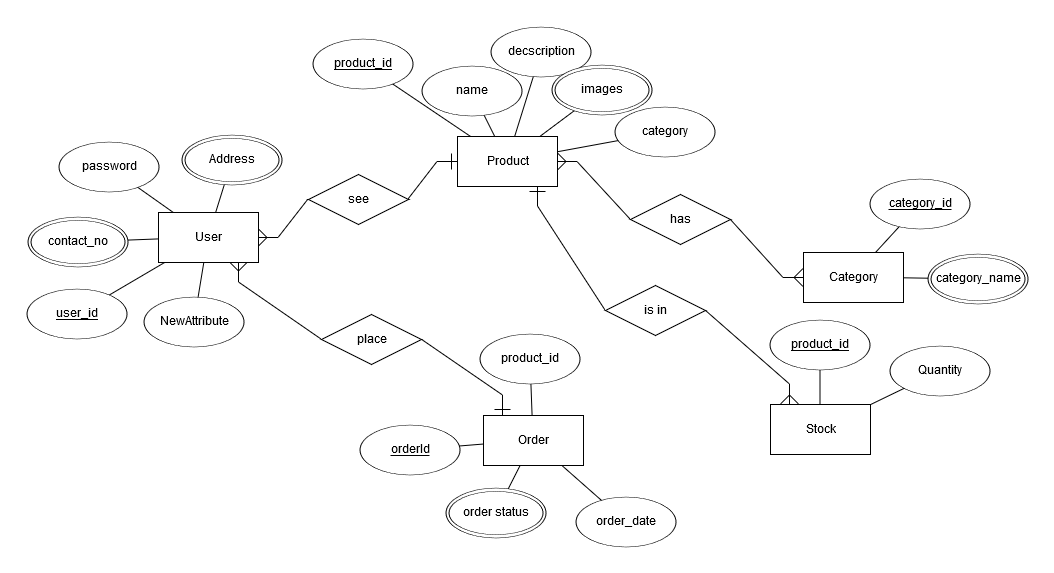 decscription
product_id
name
images
category
Product
Address
password
see
category_id
has
User
contact_no
Category
category_name
is in
user_id
NewAttribute
place
product_id
product_id
Quantity
Stock
Order
orderId
order status
order_date